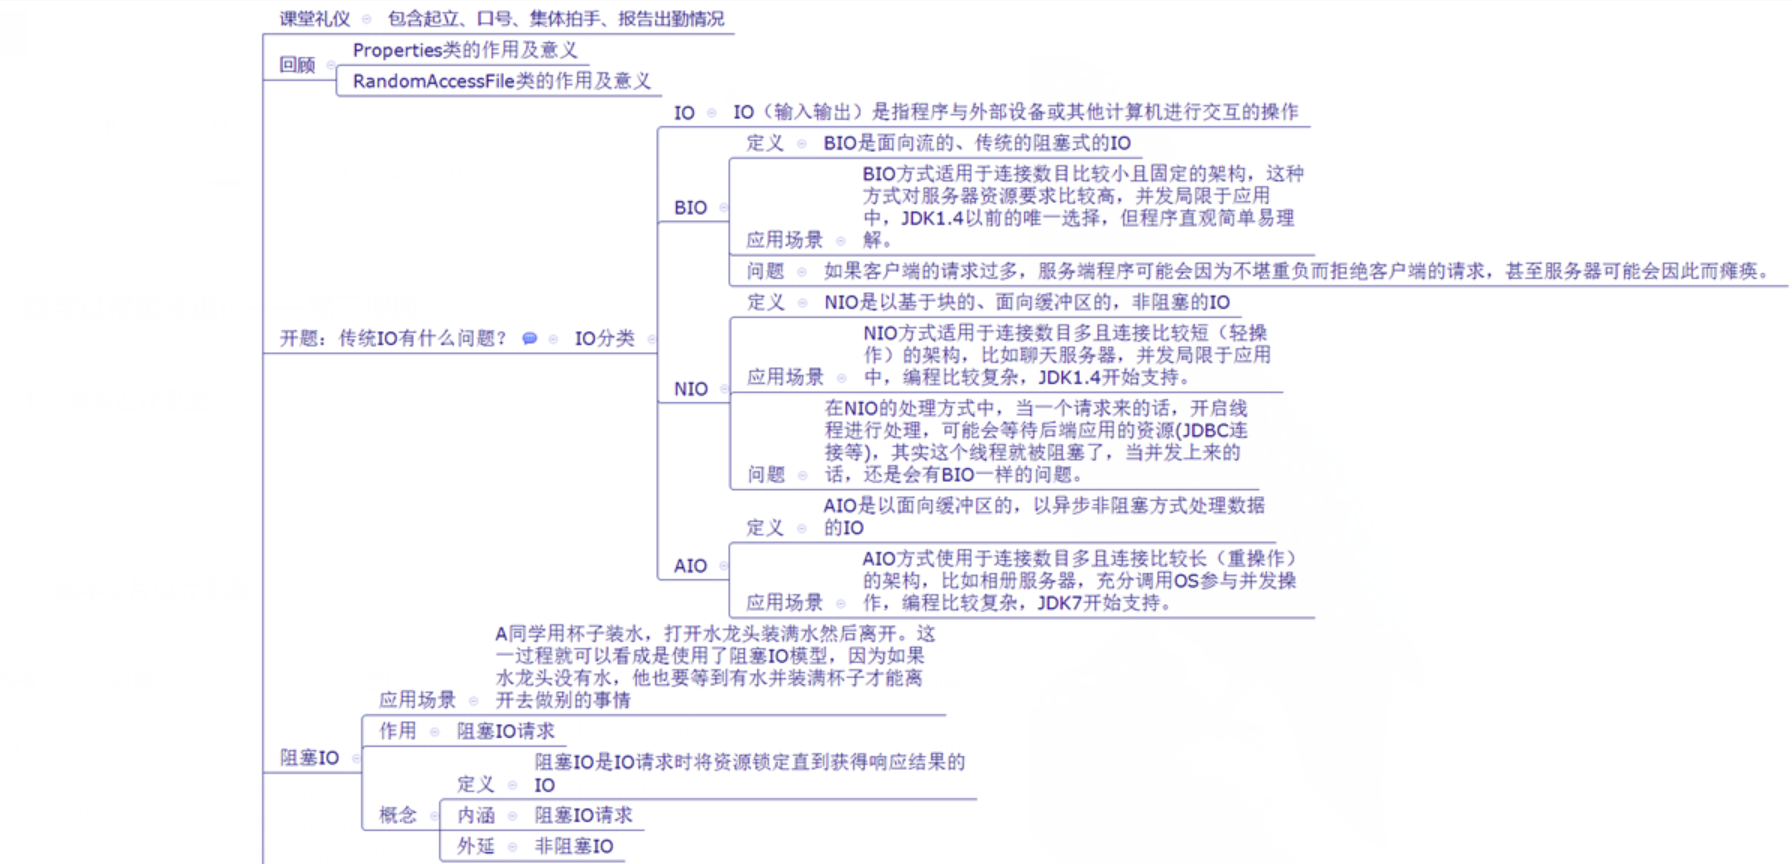 课堂礼仪 包含起立、口号、集体拍手、报告出勤情况
回顾
Properties类的作用及意义
RandomAccessFile类的作用及意义
开题：传统IO有什么问题？ IO分类
IO IO（输入输出）是指程序与外部设备或其他计算机进行交互的操作
BIO
定义 BIO是面向流的、传统的阻塞式的IO
应用场景
BIO方式适用于连接数目比较小且固定的架构，这种
方式对服务器资源要求比较高，并发局限于应用
中，JDK1.4以前的唯一选择，但程序直观简单易理
解。
问题 如果客户端的请求过多，服务端程序可能会因为不堪重负而拒绝客户端的请求，甚至服务器可能会因此而瘫痪。
NIO
定义 NIO是以基于块的、面向缓冲区的，非阻塞的IO
应用场景
NIO方式适用于连接数目多且连接比较短（轻操
作）的架构，比如聊天服务器，并发局限于应用
中，编程比较复杂，JDK1.4开始支持。
问题
在NIO的处理方式中，当一个请求来的话，开启线
程进行处理，可能会等待后端应用的资源(JDBC连
接等)，其实这个线程就被阻塞了，当并发上来的
话，还是会有BIO一样的问题。
AIO
定义
AIO是以面向缓冲区的，以异步非阻塞方式处理数据
的IO
应用场景
AIO方式使用于连接数目多且连接比较长（重操作）
的架构，比如相册服务器，充分调用OS参与并发操
作，编程比较复杂，JDK7开始支持。
阻塞IO
应用场景
A同学用杯子装水，打开水龙头装满水然后离开。这
一过程就可以看成是使用了阻塞IO模型，因为如果
水龙头没有水，他也要等到有水并装满杯子才能离
开去做别的事情
作用 阻塞IO请求
概念
定义
阻塞IO是IO请求时将资源锁定直到获得响应结果的
IO
内涵 阻塞IO请求
外延 非阻塞IO